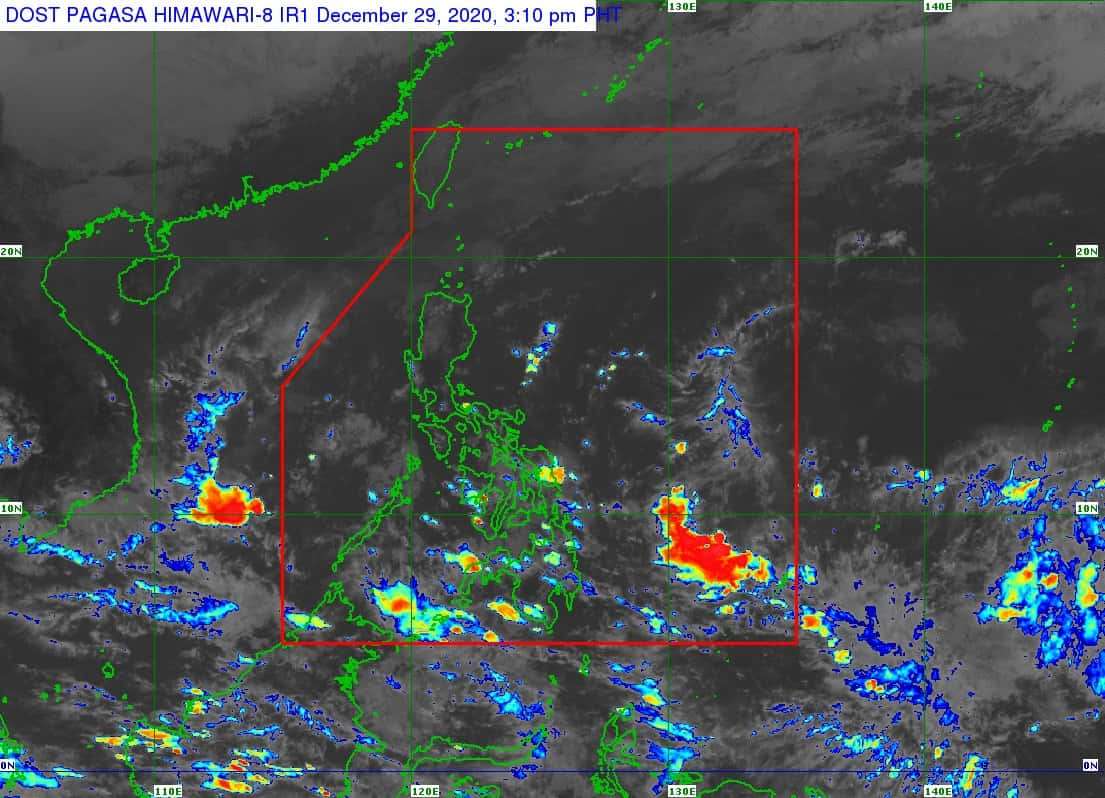 DOST PAGASA HIMAWARI-8 IR1 December 29, 2020, 3:10 pm PHT
130E
140E
20N
20N
10N
10N
0N
0N
110E
120E
130E
140E